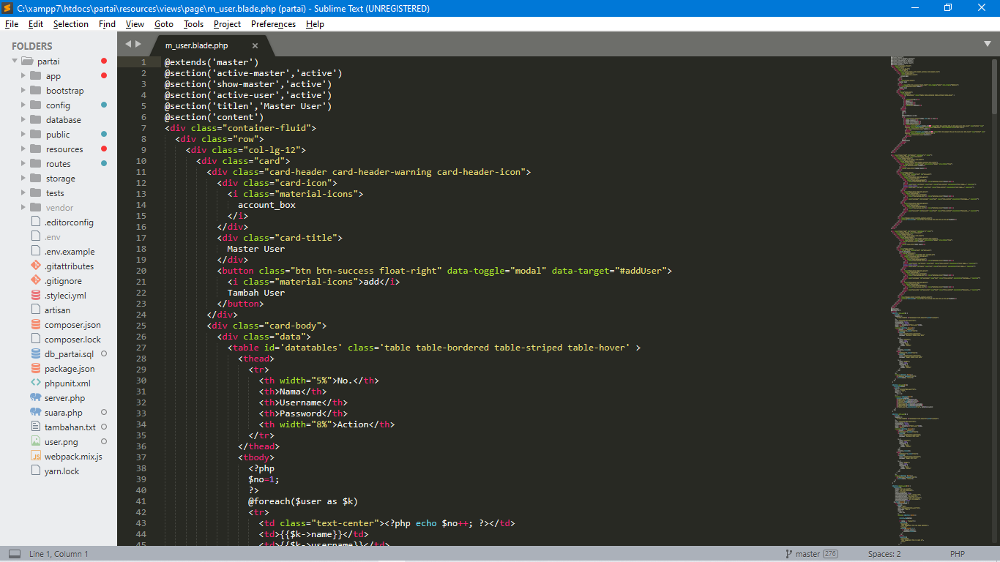 C:\xampp7\htdocs\partai\resources\views\page\m_user.blade.php (partai) - Sublime Text (UNREGISTERED)
File Edit Selection Find View Goto Tools Project Preferences Help
FOLDERS
partai
app
bootstrap
config
database
public
resources
routes
storage
tests
vendor
.editorconfig
.env
.env.example
.gitattributes
.gitignore
.styleci.yml
artisan
composer.json
composer.lock
db_partai.sql
package.json
phpunit.xml
server.php
suara.php
tambahan.txt
user.png
webpack.mix.js
yarn.lock
m_user.blade.php
1 @extends('master')
2 @section('active-master','active')
3 @section('show-master','active')
4 @section('active-user','active')
5 @section('titlen','Master User')
6 @section('content')
7 <div class="container-fluid">
8 <div class="row">
9 <div class="col-lg-12">
10 <div class="card">
11 <div class="card-header card-header-warning card-header-icon">
12 <div class="card-icon">
13 <i class="material-icons">
14 account_box
15 </i>
16 </div>
17 <div class="card-title">
18 Master User
19 </div>
20 <button class="btn btn-success float-right" data-toggle="modal" data-target="#addUser">
21 <i class="material-icons">add</i>
22 Tambah User
23 </button>
24 </div>
25 <div class="card-body">
26 <div class="data">
27 <table id='datatables' class='table table-bordered table-striped table-hover' >
28 <thead>
29 <tr>
30 <th width="5%">No.</th>
31 <th>Nama</th>
32 <th>Username</th>
33 <th>Password</th>
34 <th width="8%">Action</th>
35 </tr>
36 </thead>
37 <tbody>
38 <?php
39 $no=1;
40 ?>
41 @foreach($user as $k)
42 <tr>
43 <td class="text-center"><?php echo $no++; ?></td>
44 <td>{{$k->name}}</td>
45 <td>{{$k->username}}</td>
Line 1, Column 1
master 276
Spaces: 2
PHP